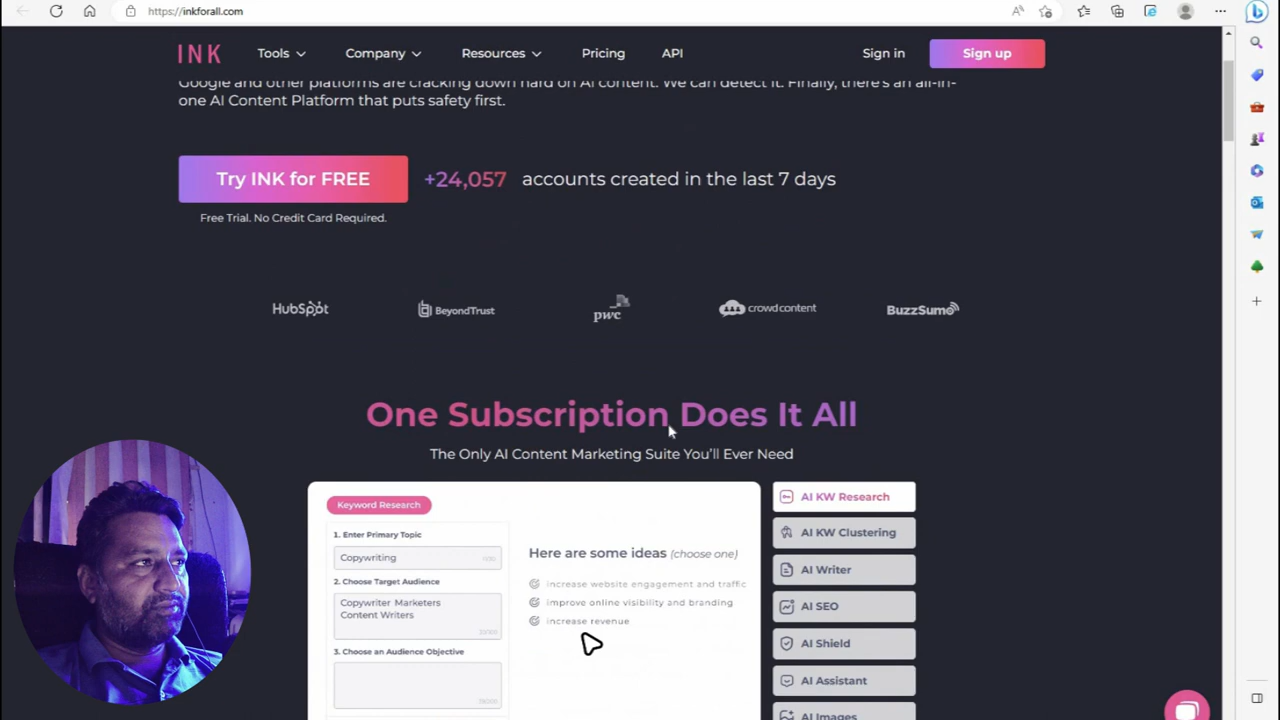 https://inkforall.com
INK Tools Company Resources Pricing API Sign in Sign up
Google and other platforms are cracking down hard on AI content. We can detect it. Finally, there's an all-in-
one AI Content Platform that puts safety first.
Try INK for FREE +24,057 accounts created in the last 7 days
Free Trial. No Credit Card Required.
HubSpot BeyondTrust pwc crowdcontent BuzzSumo
One Subscription Does It All
The Only AI Content Marketing Suite You'll Ever Need
Keyword Research
1. Enter Primary Topic
Copywriting
2. Choose Target Audience
Copywriter Marketers
Content Writers
3. Choose an Audience Objective
Here are some ideas (choose one)
increase website engagement and traffic
improve online visibility and branding
increase revenue
AI KW Research
AI KW Clustering
AI Writer
AI SEO
AI Shield
AI Assistant
AI Images